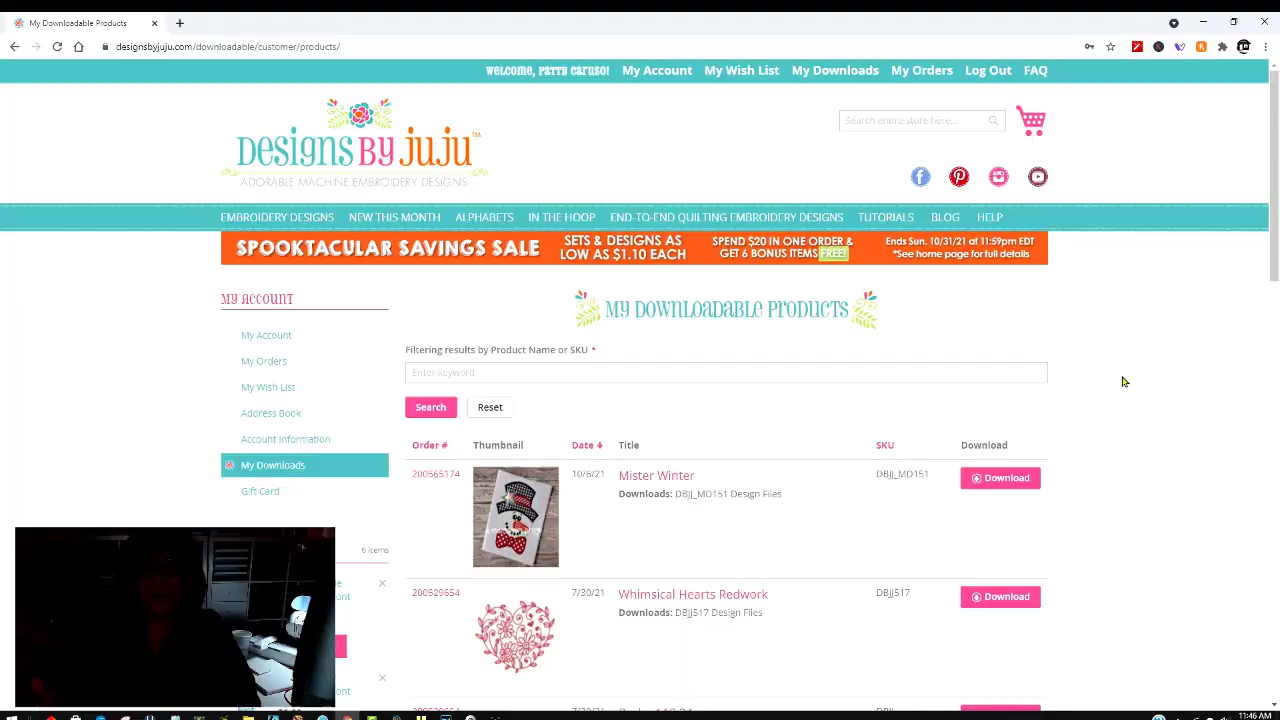 My Downloadable Products
designsbyjuju.com/downloadable/customer/products/
Welcome, Patty Caruso! My Account My Wish List My Downloads My Orders Log Out FAQ
Designs by JuJu™
ADORABLE MACHINE EMBROIDERY DESIGNS
Search entire store here...
EMBROIDERY DESIGNS NEW THIS MONTH ALPHABETS IN THE HOOP END-TO-END QUILTING EMBROIDERY DESIGNS TUTORIALS BLOG HELP
SPOOKTACULAR SAVINGS SALE
SETS & DESIGNS AS
LOW AS $1.10 EACH
SPEND $20 IN ONE ORDER &
GET 6 BONUS ITEMS FREE!
Ends Sun. 10/31/21 at 11:59pm EDT
*See home page for full details
My Account
My Account
My Orders
My Wish List
Address Book
Account Information
My Downloads
Gift Card
6 items
My Downloadable Products
Filtering results by Product Name or SKU *
Enter keyword
Search Reset
Order # Thumbnail Date Title SKU Download
200565174 10/6/21 Mister Winter DBJJ_MD151 Download
Downloads: DBJJ_MD151 Design Files
200529654 7/30/21 Whimsical Hearts Redwork DBJJ517 Download
Downloads: DBJJ517 Design Files
11:46 AM